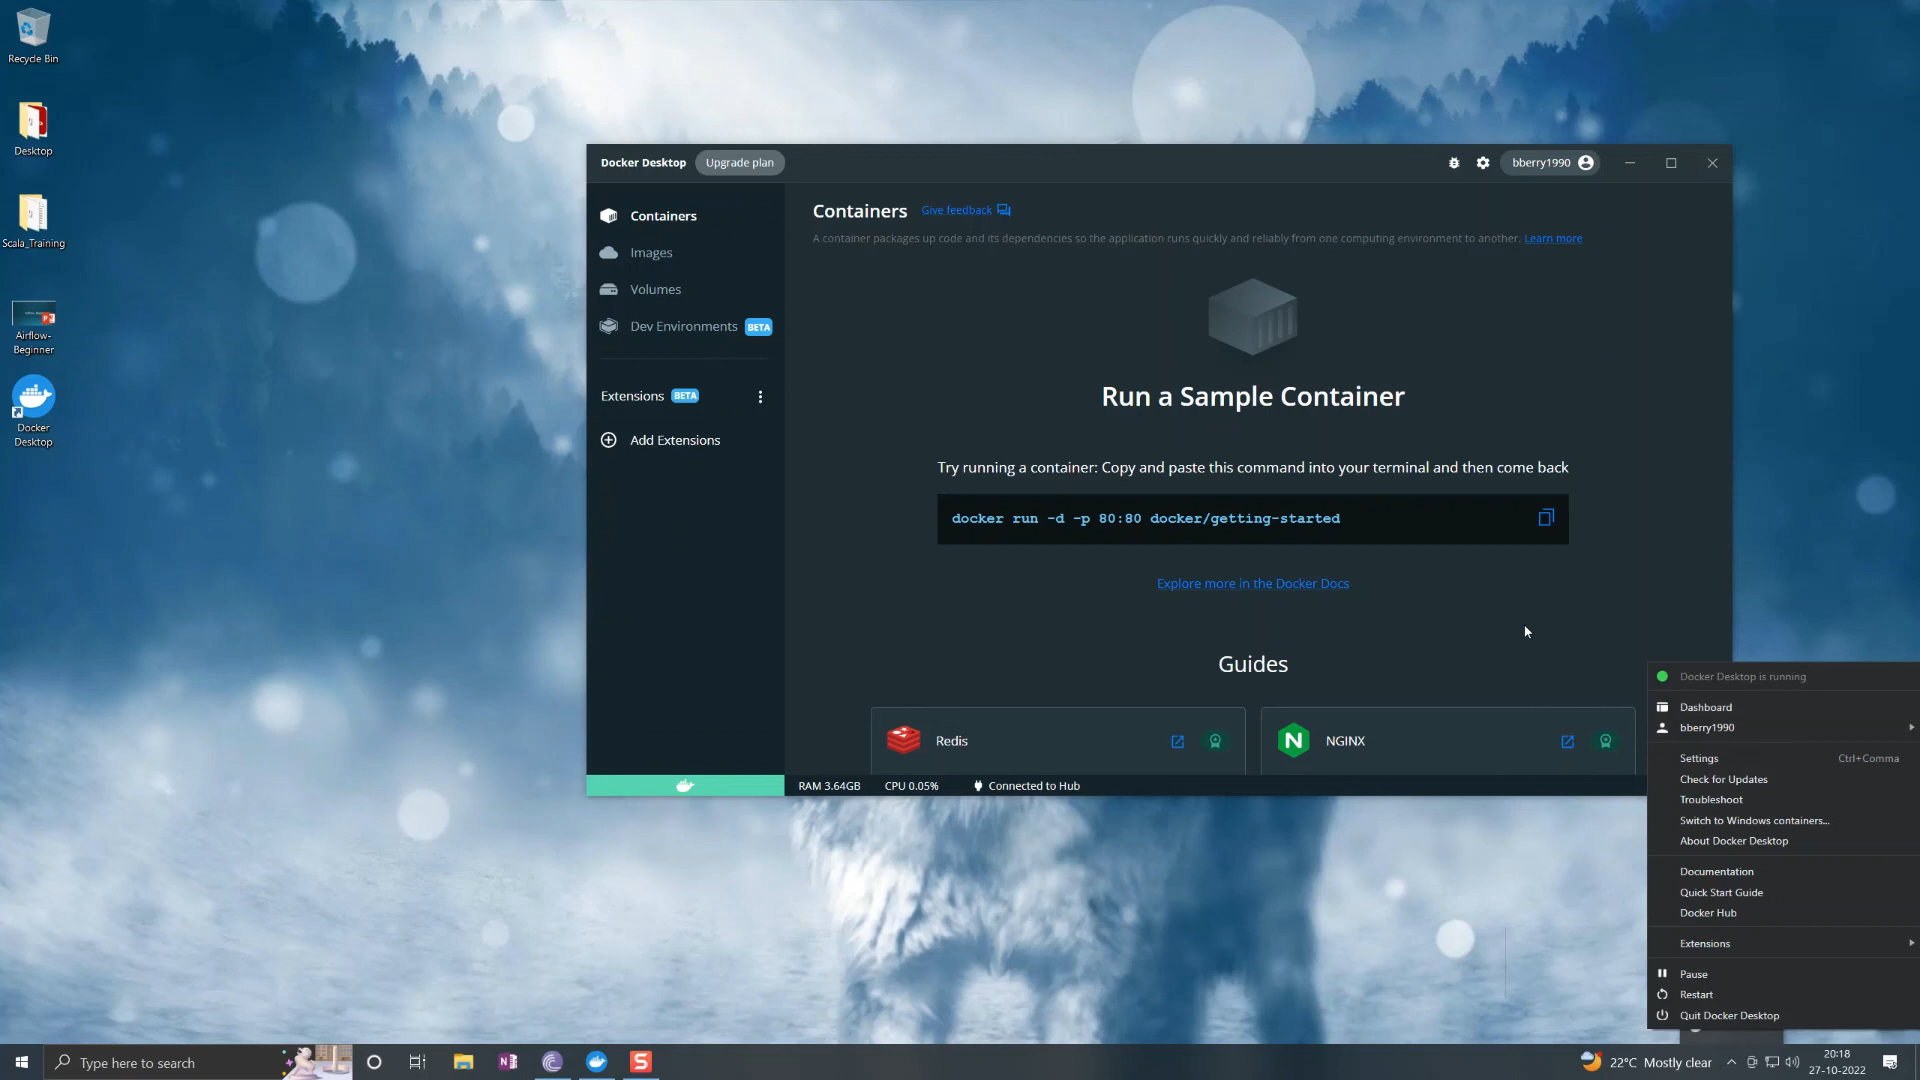 Recycle Bin
Desktop
Scala_Training
Airflow-
Beginner
Docker
Desktop
Docker Desktop
Upgrade plan
bberry1990
Containers
Images
Volumes
Dev Environments BETA
Extensions BETA
Add Extensions
Containers Give feedback
A container packages up code and its dependencies so the application runs quickly and reliably from one computing environment to another. Learn more
Run a Sample Container
Try running a container: Copy and paste this command into your terminal and then come back
docker run -d -p 80:80 docker/getting-started
Explore more in the Docker Docs
Guides
Redis
NGINX
RAM 3.64GB CPU 0.05% Connected to Hub
Docker Desktop is running
Dashboard
bberry1990
Settings Ctrl+Comma
Check for Updates
Troubleshoot
Switch to Windows containers...
About Docker Desktop
Documentation
Quick Start Guide
Docker Hub
Extensions
Pause
Restart
Quit Docker Desktop
Type here to search
22°C Mostly clear
20:18
27-10-2022